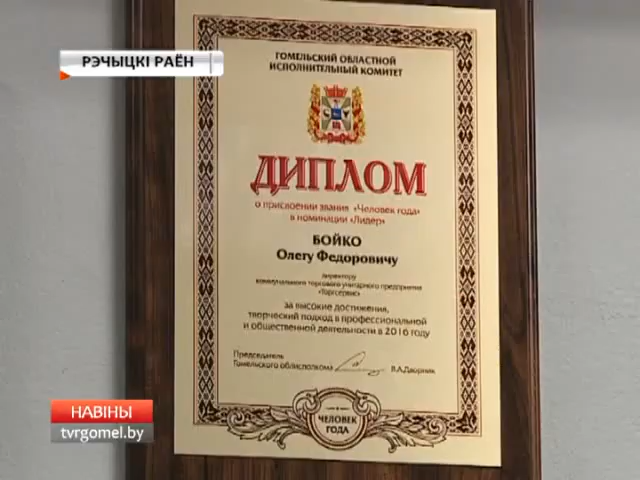 РЭЧЫЦКІ РАЁН
ГОМЕЛЬСКИЙ ОБЛАСТНОЙ
ИСПОЛНИТЕЛЬНЫЙ КОМИТЕТ
ДИПЛОМ
о присвоении звания «Человек года»
в номинации «Лидер»
БОЙКО
Олегу Федоровичу
директору
коммунального торгового унитарного предприятия
«Торгсервис»
за высокие достижения,
творческий подход в профессиональной
и общественной деятельности в 2016 году
Председатель
Гомельского облисполкома
В.А.Дворник
ЧЕЛОВЕК
ГОДА
НАВІНЫ
tvrgomel.by